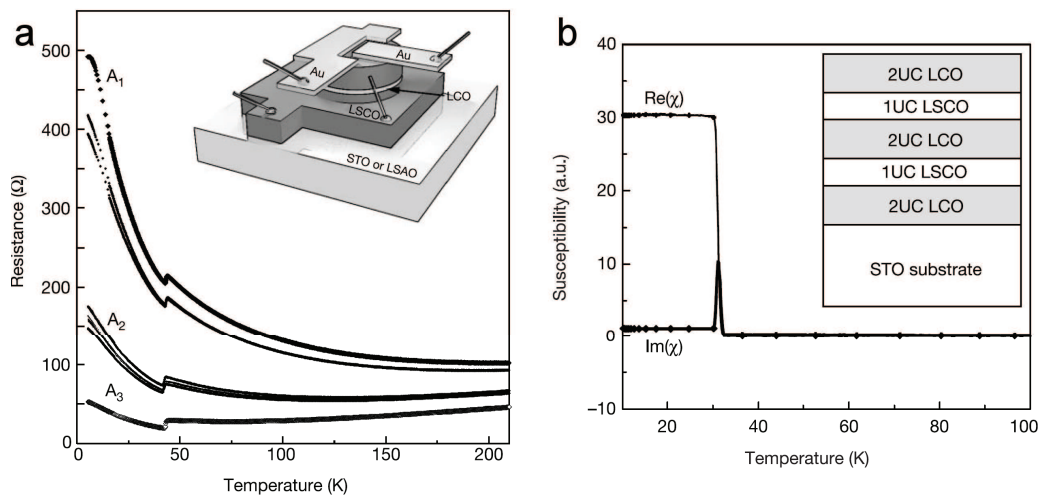 a
500
400
300
200
100
0
Resistance (Ω)
0
50
100
150
200
Temperature (K)
A1
A2
A3
Au
Au
LCO
LSCO
STO or LSAO
b
40
30
20
10
0
–10
Susceptibility (a.u.)
20
40
60
80
100
Temperature (K)
Re(χ)
Im(χ)
2UC LCO
1UC LSCO
2UC LCO
1UC LSCO
2UC LCO
STO substrate